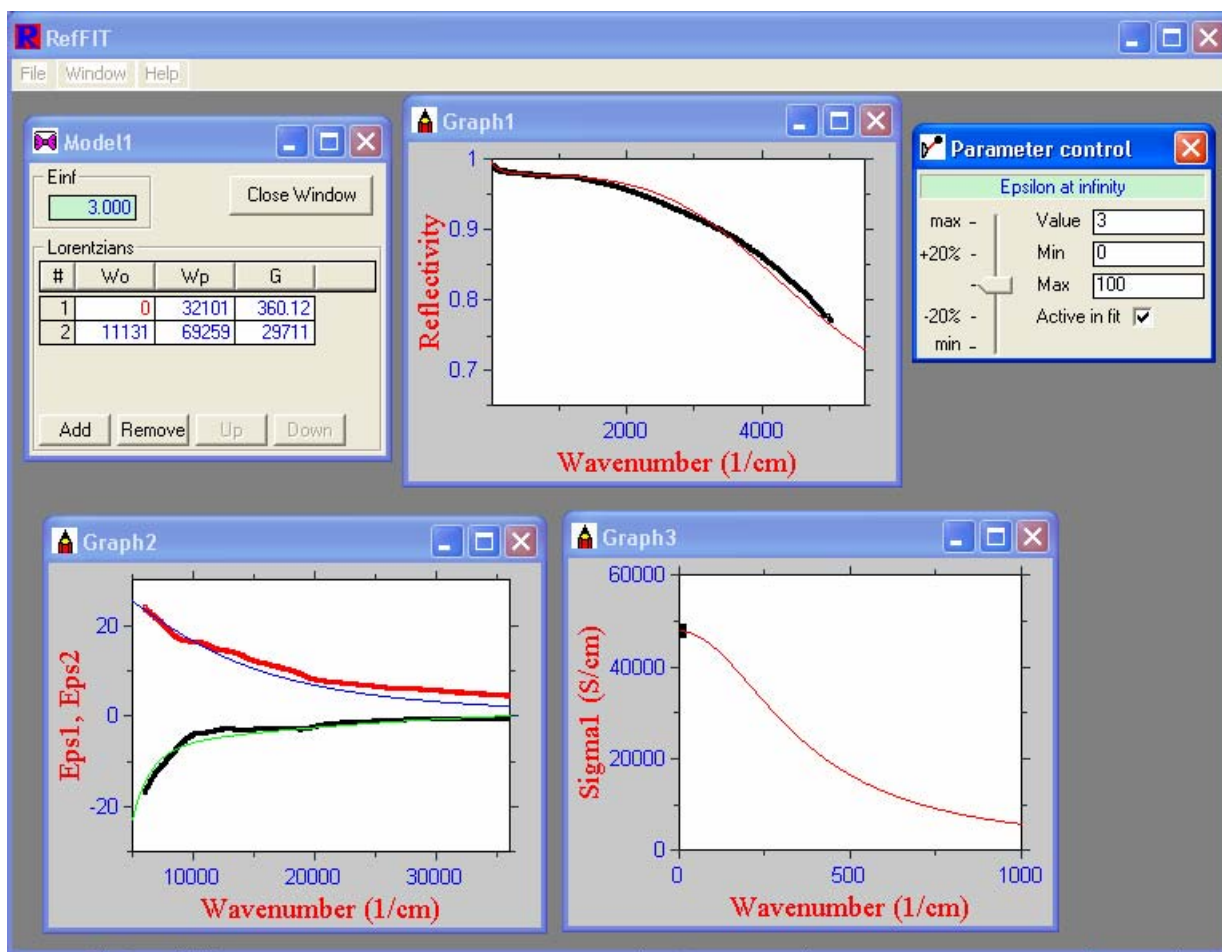 RefFIT
File Window Help
Model1
Einf
3.000
Close Window
Lorentzians
# Wo Wp G
1 0 32101 360.12
2 11131 69259 29711
Add Remove Up Down
Graph1
1
0.9
0.8
0.7
Reflectivity
2000 4000
Wavenumber (1/cm)
Parameter control
Epsilon at infinity
max - Value 3
+20% - Min 0
- Max 100
-20% - Active in fit
min -
Graph2
20
0
-20
Eps1, Eps2
10000 20000 30000
Wavenumber (1/cm)
Graph3
60000
40000
20000
0
Sigma1 (S/cm)
0 500 1000
Wavenumber (1/cm)